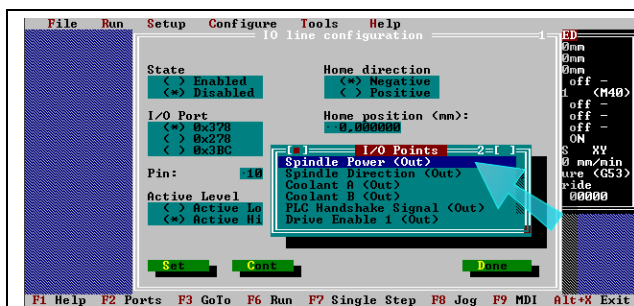 File Run Setup Configure Tools Help
IO line configuration 1
ED
0mm
0mm
State Home direction 0mm
( ) Enabled (*) Negative off -
(*) Disabled ( ) Positive 1 (M40)
off -
I/O Port Home position (mm): off -
(*) 0x378 0,000000 off -
( ) 0x278 ON
( ) 0x3BC I/O Points 2 S XY
Spindle Power (Out) 0 mm/min
Pin: 10 Spindle Direction (Out) ure (G53)
Coolant A (Out) ride
Active Level Coolant B (Out) 00000
( ) Active Lo PLC Handshake Signal (Out)
(*) Active Hi Drive Enable 1 (Out)
Set Cont Done
F1 Help F2 Ports F3 GoTo F6 Run F7 Single Step F8 Jog F9 MDI Alt+X Exit